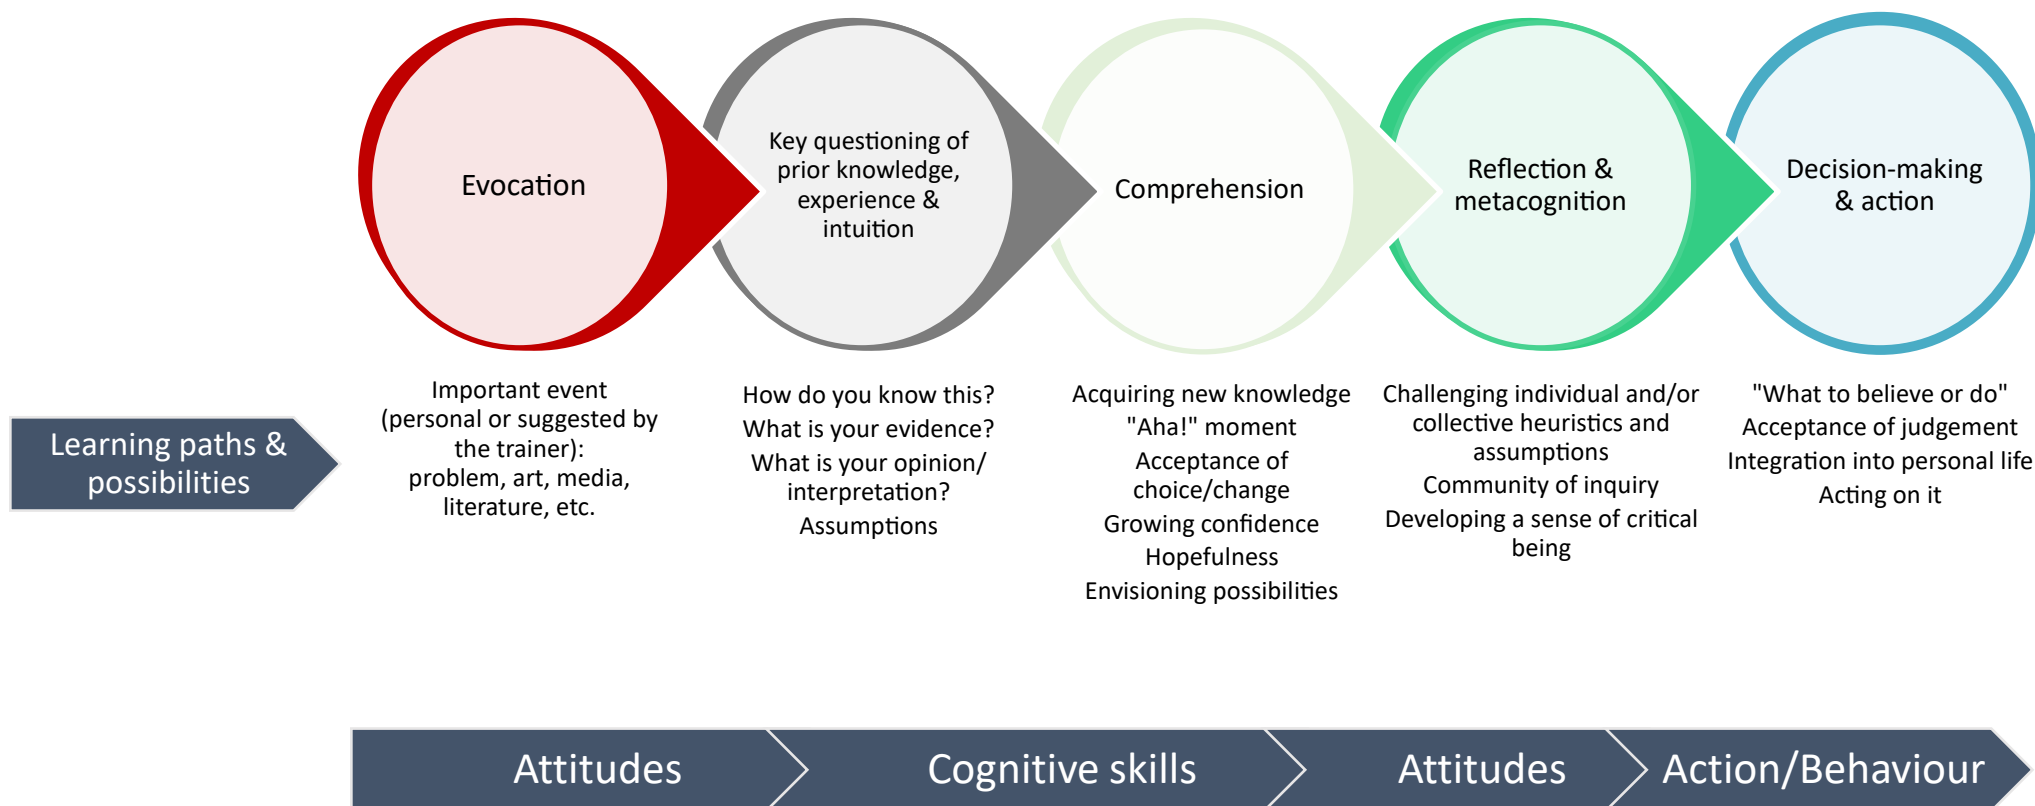 Evocation
Key questioning of
prior knowledge,
experience &
intuition
Comprehension
Reflection &
metacognition
Decision-making
& action
Learning paths &
possibilities
Important event
(personal or suggested by
the trainer):
problem, art, media,
literature, etc.
How do you know this?
What is your evidence?
What is your opinion/
interpretation?
Assumptions
Acquiring new knowledge
"Aha!" moment
Acceptance of
choice/change
Growing confidence
Hopefulness
Envisioning possibilities
Challenging individual and/or
collective heuristics and
assumptions
Community of inquiry
Developing a sense of critical
being
"What to believe or do"
Acceptance of judgement
Integration into personal life
Acting on it
Attitudes
Cognitive skills
Attitudes
Action/Behaviour